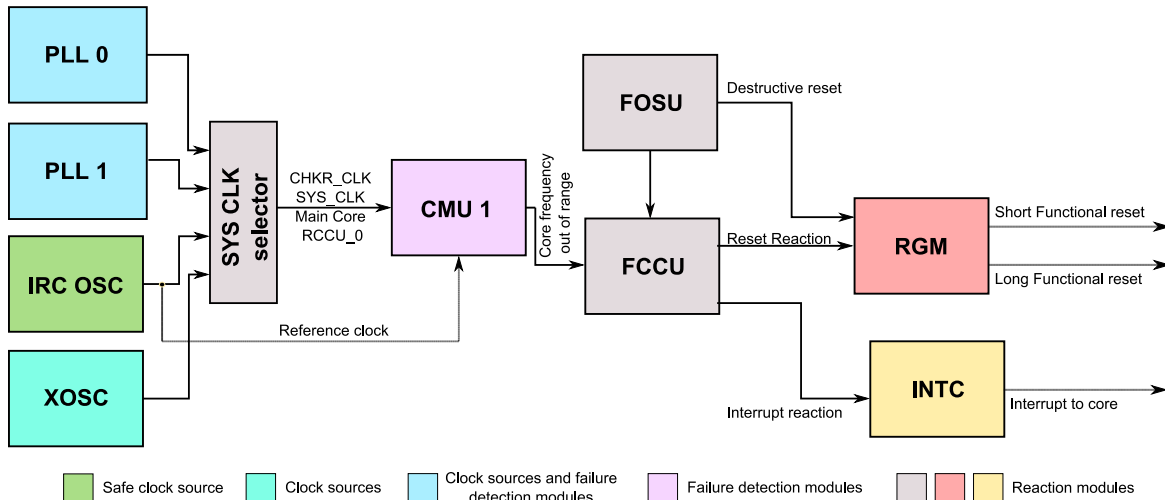 PLL 0
PLL 1
IRC OSC
XOSC
SYS CLK
selector
CHKR_CLK
SYS_CLK
Main Core
RCCU_0
Reference clock
CMU 1
Core frequency
out of range
FOSU
FCCU
Destructive reset
Reset Reaction
Interrupt reaction
RGM
INTC
Short Functional reset
Long Functional reset
Interrupt to core
Safe clock source
Clock sources
Clock sources and failure
detection modules
Failure detection modules
Reaction modules